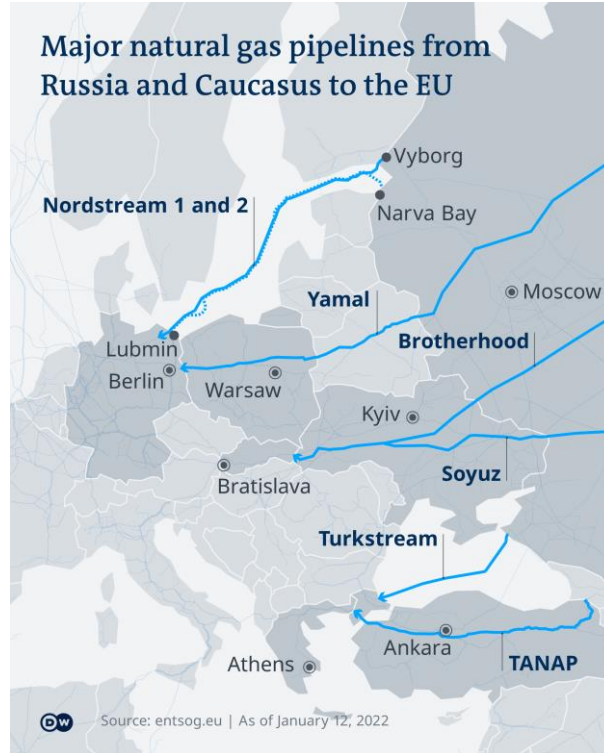 Major natural gas pipelines from
Russia and Caucasus to the EU
Vyborg
Nordstream 1 and 2
Narva Bay
Yamal
Moscow
Brotherhood
Lubmin
Berlin
Warsaw
Kyiv
Bratislava
Soyuz
Turkstream
Ankara
Athens
TANAP
DW
Source: entsog.eu | As of January 12, 2022